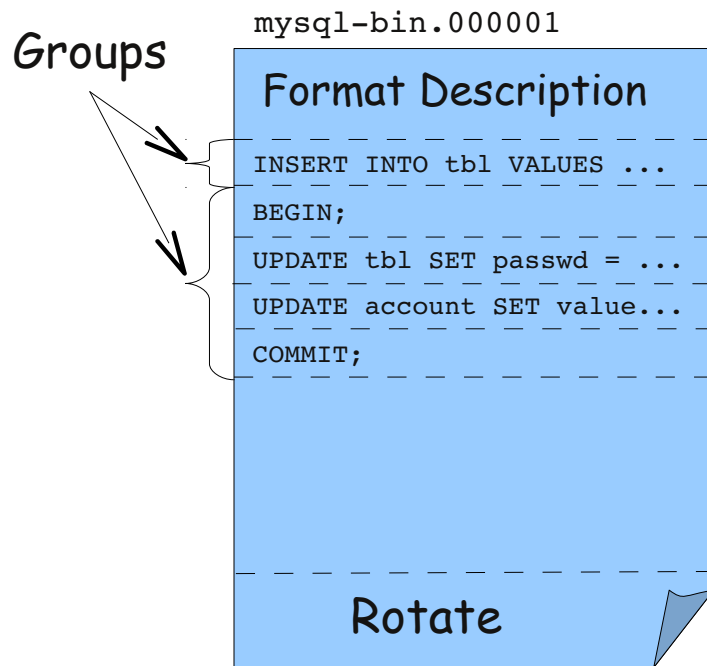 mysql-bin.000001
Groups
Format Description
INSERT INTO tbl VALUES ...
BEGIN;
UPDATE tbl SET passwd = ...
UPDATE account SET value...
COMMIT;
Rotate